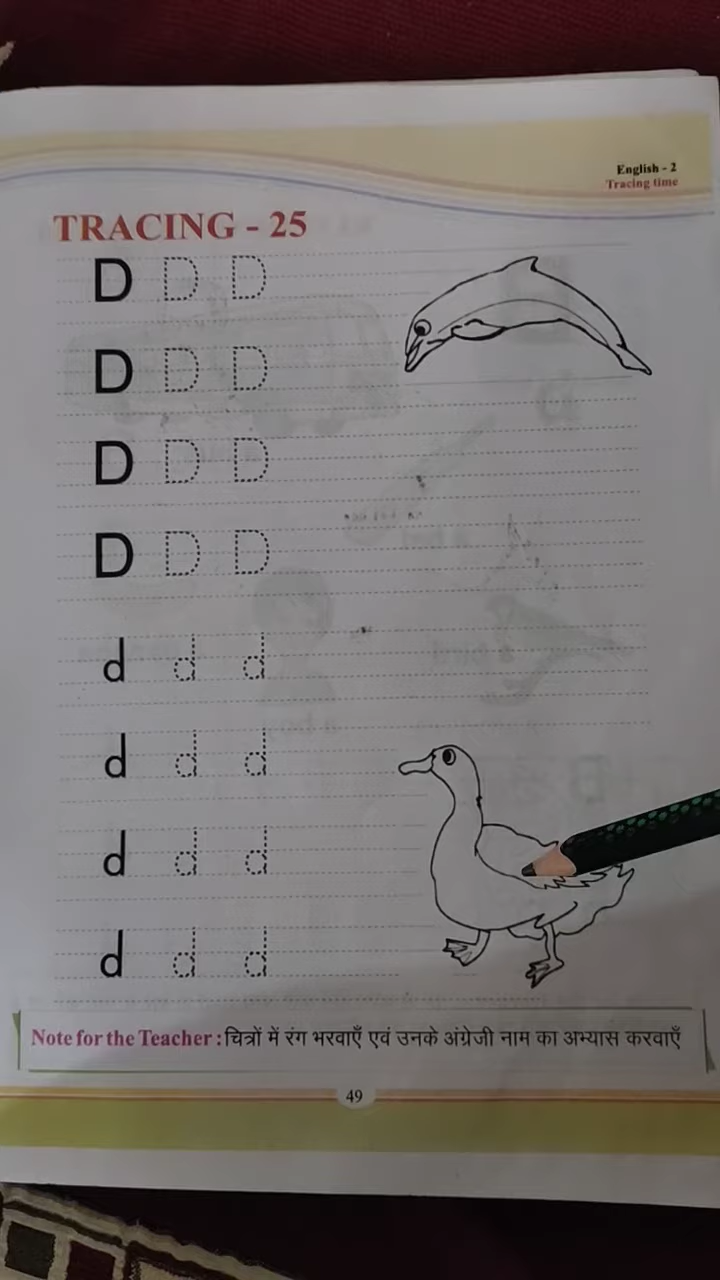 English - 2
Tracing time
TRACING - 25
D D D
D D D
D D D
D D D
d d d
d d d
d d d
d d d
Note for the Teacher : चित्रों में रंग भरवाएँ एवं उनके अंग्रेजी नाम का अभ्यास करवाएँ
49